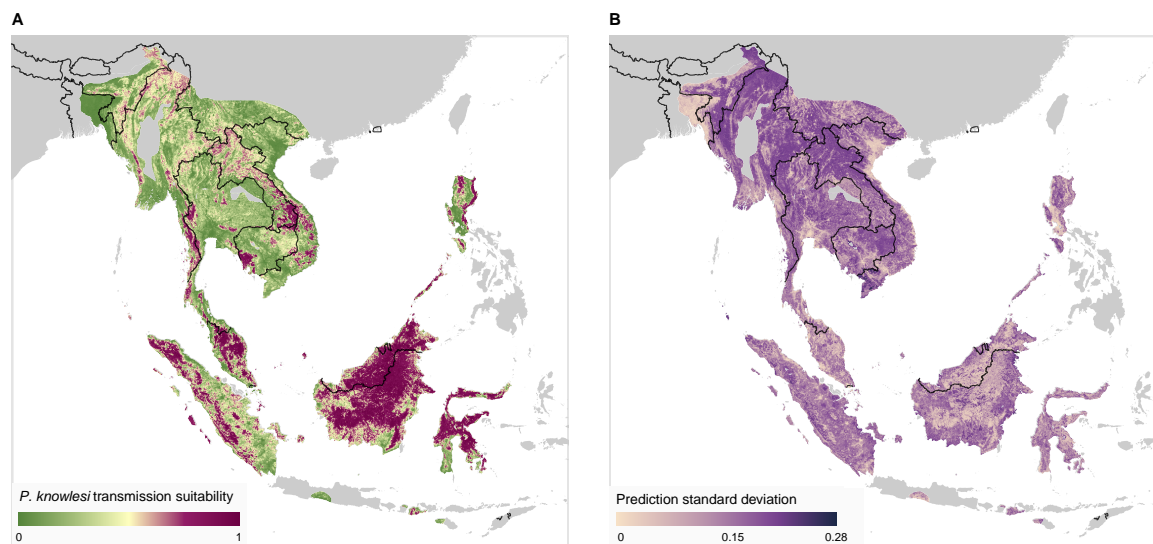 A
B
P. knowlesi transmission suitability
0 1
Prediction standard deviation
0 0.15 0.28